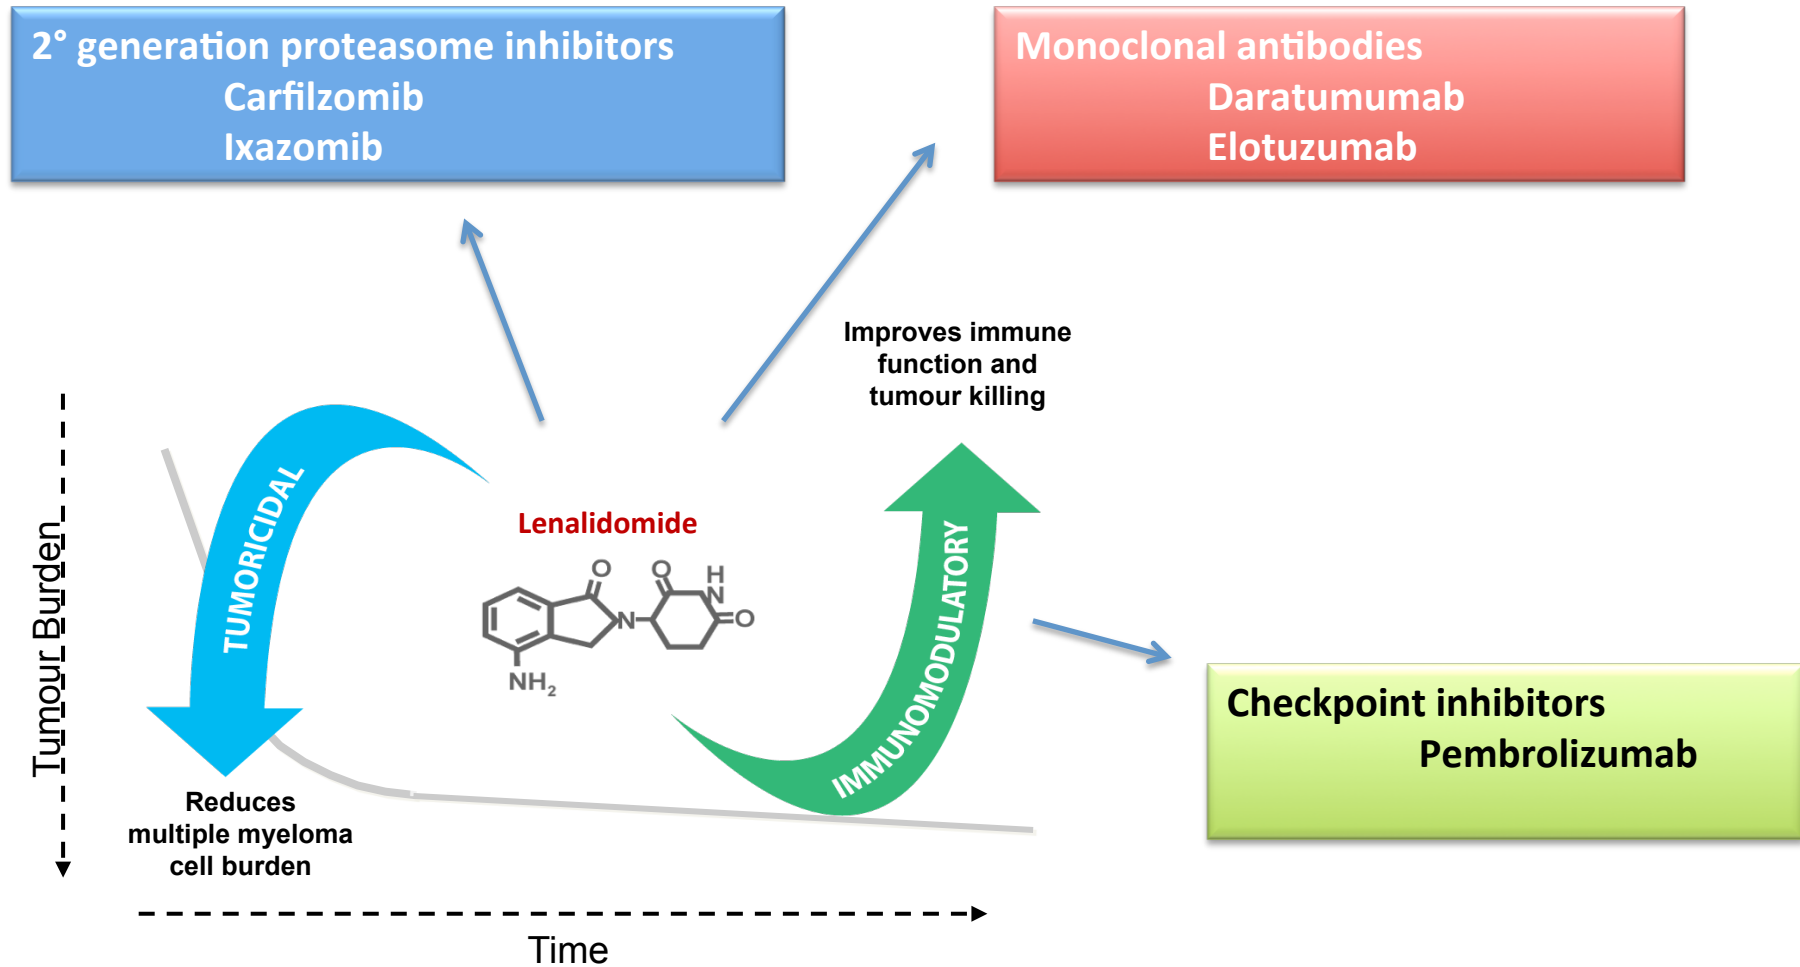 2° generation proteasome inhibitors
Carfilzomib
Ixazomib
Monoclonal antibodies
Daratumumab
Elotuzumab
Improves immune
function and
tumour killing
TUMORICIDAL
Lenalidomide
O
O
H
N
N
O
NH2
IMMUNOMODULATORY
Tumour Burden
Checkpoint inhibitors
Pembrolizumab
Reduces
multiple myeloma
cell burden
Time